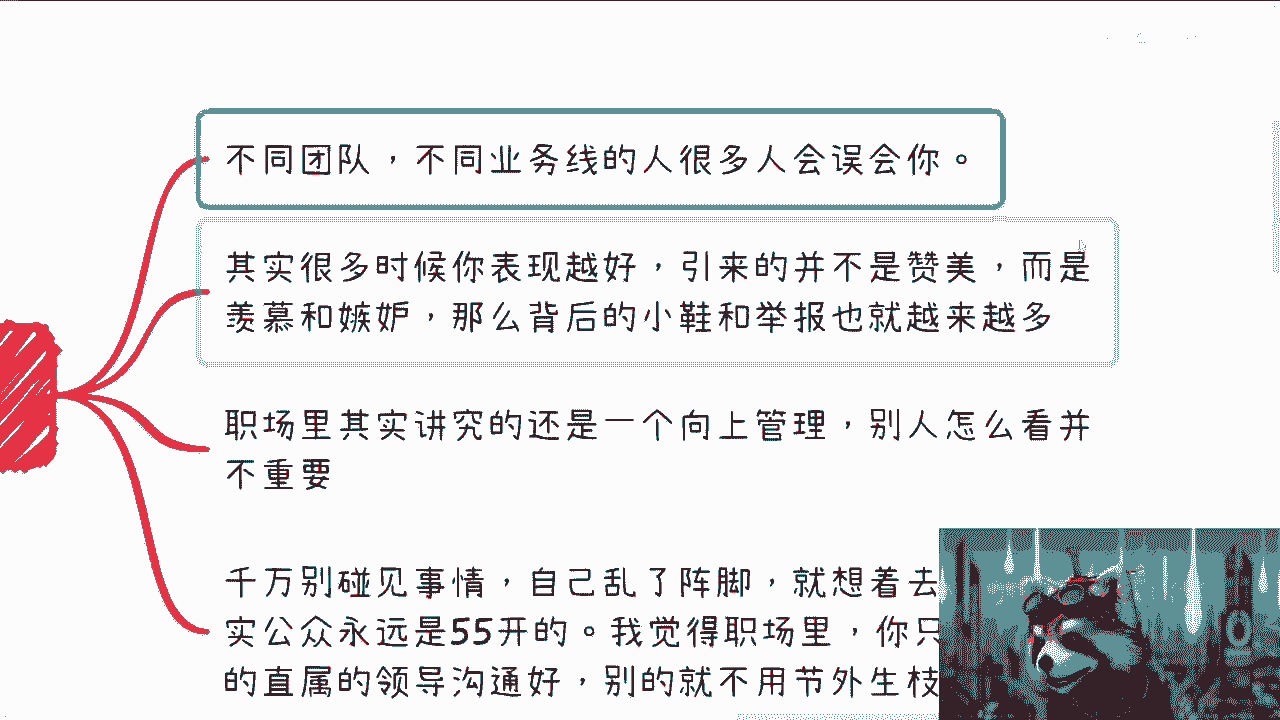 不同团队，不同业务线的人很多人会误会你。
其实很多时候你表现越好，引来的并不是赞美，而是
羡慕和嫉妒，那么背后的小鞋和举报也就越来越多
职场里其实讲究的还是一个向上管理，别人怎么看并
不重要
千万别碰见事情，自己乱了阵脚，就想着去
实公众永远是55开的。我觉得职场里，你只
的直属的领导沟通好，别的就不用节外生枝